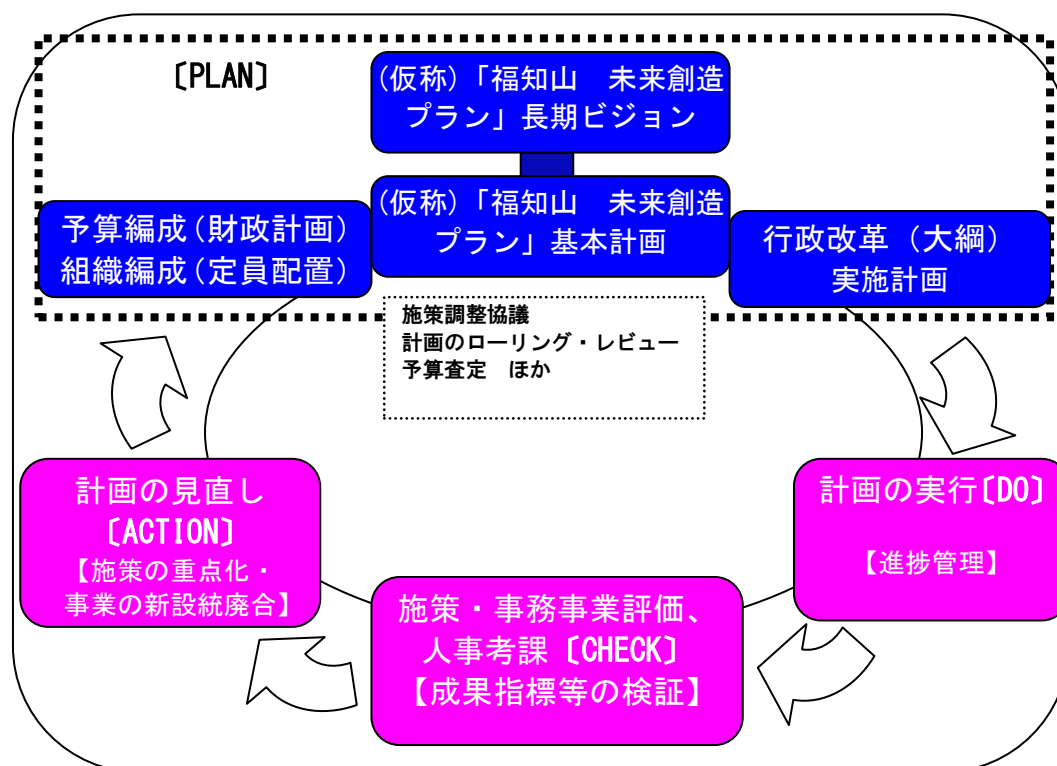 〔PLAN〕
(仮称)「福知山　未来創造
プラン」長期ビジョン
(仮称)「福知山　未来創造
プラン」基本計画
予算編成(財政計画)
組織編成(定員配置)
行政改革（大綱）
実施計画
施策調整協議
計画のローリング・レビュー
予算査定　ほか
計画の見直し
〔ACTION〕
【施策の重点化・
事業の新設統廃合】
計画の実行〔DO〕
【進捗管理】
施策・事務事業評価、
人事考課〔CHECK〕
【成果指標等の検証】